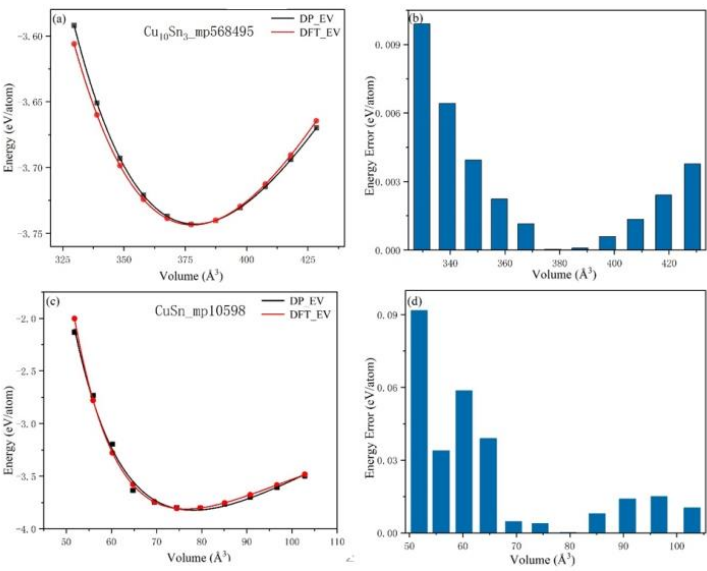 (a)
Cu10Sn3_mp568495
DP_EV
DFT_EV
-3.60
-3.65
-3.70
-3.75
Energy (eV/atom)
325
350
375
400
425
Volume (Å3)
(b)
0.009
0.006
0.003
0.000
Energy Error (eV/atom)
340
360
380
400
420
Volume (Å3)
(c)
CuSn_mp10598
DP_EV
DFT_EV
-2.0
-2.5
-3.0
-3.5
-4.0
Energy (eV/atom)
50
60
70
80
90
100
110
Volume (Å3)
(d)
0.09
0.06
0.03
0.00
Energy Error (eV/atom)
50
60
70
80
90
100
Volume (Å3)